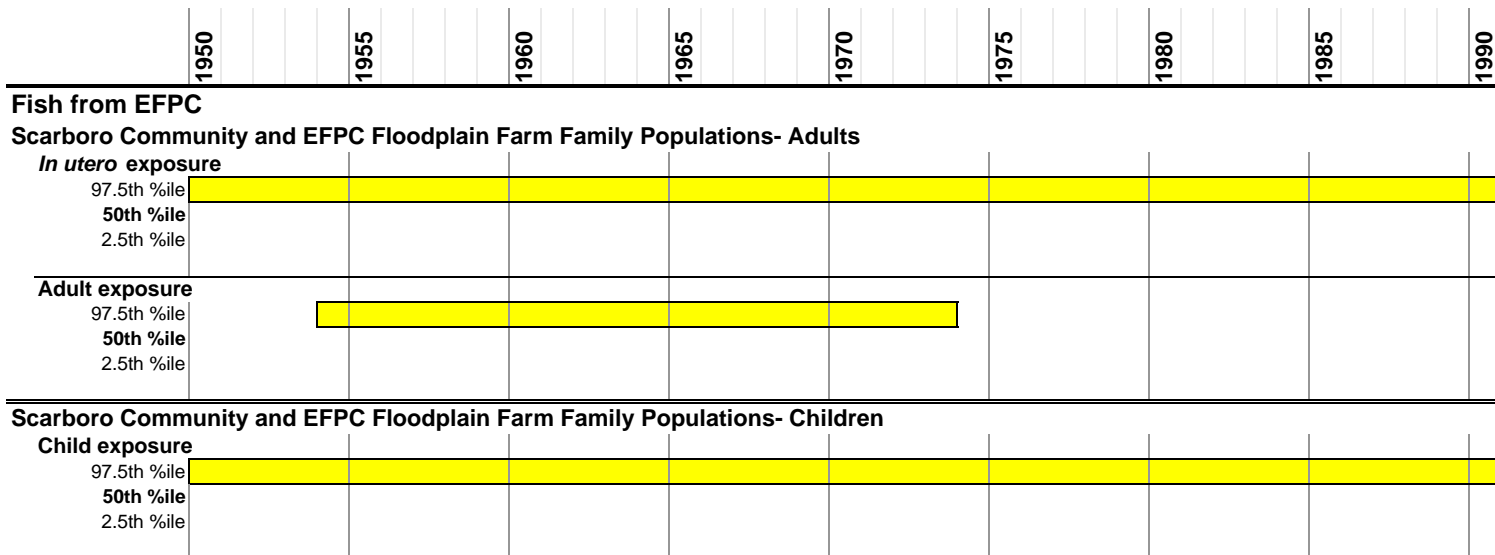 1950 1955 1960 1965 1970 1975 1980 1985 1990
Fish from EFPC
Scarboro Community and EFPC Floodplain Farm Family Populations- Adults
In utero exposure
97.5th %ile
50th %ile
2.5th %ile
Adult exposure
97.5th %ile
50th %ile
2.5th %ile
Scarboro Community and EFPC Floodplain Farm Family Populations- Children
Child exposure
97.5th %ile
50th %ile
2.5th %ile